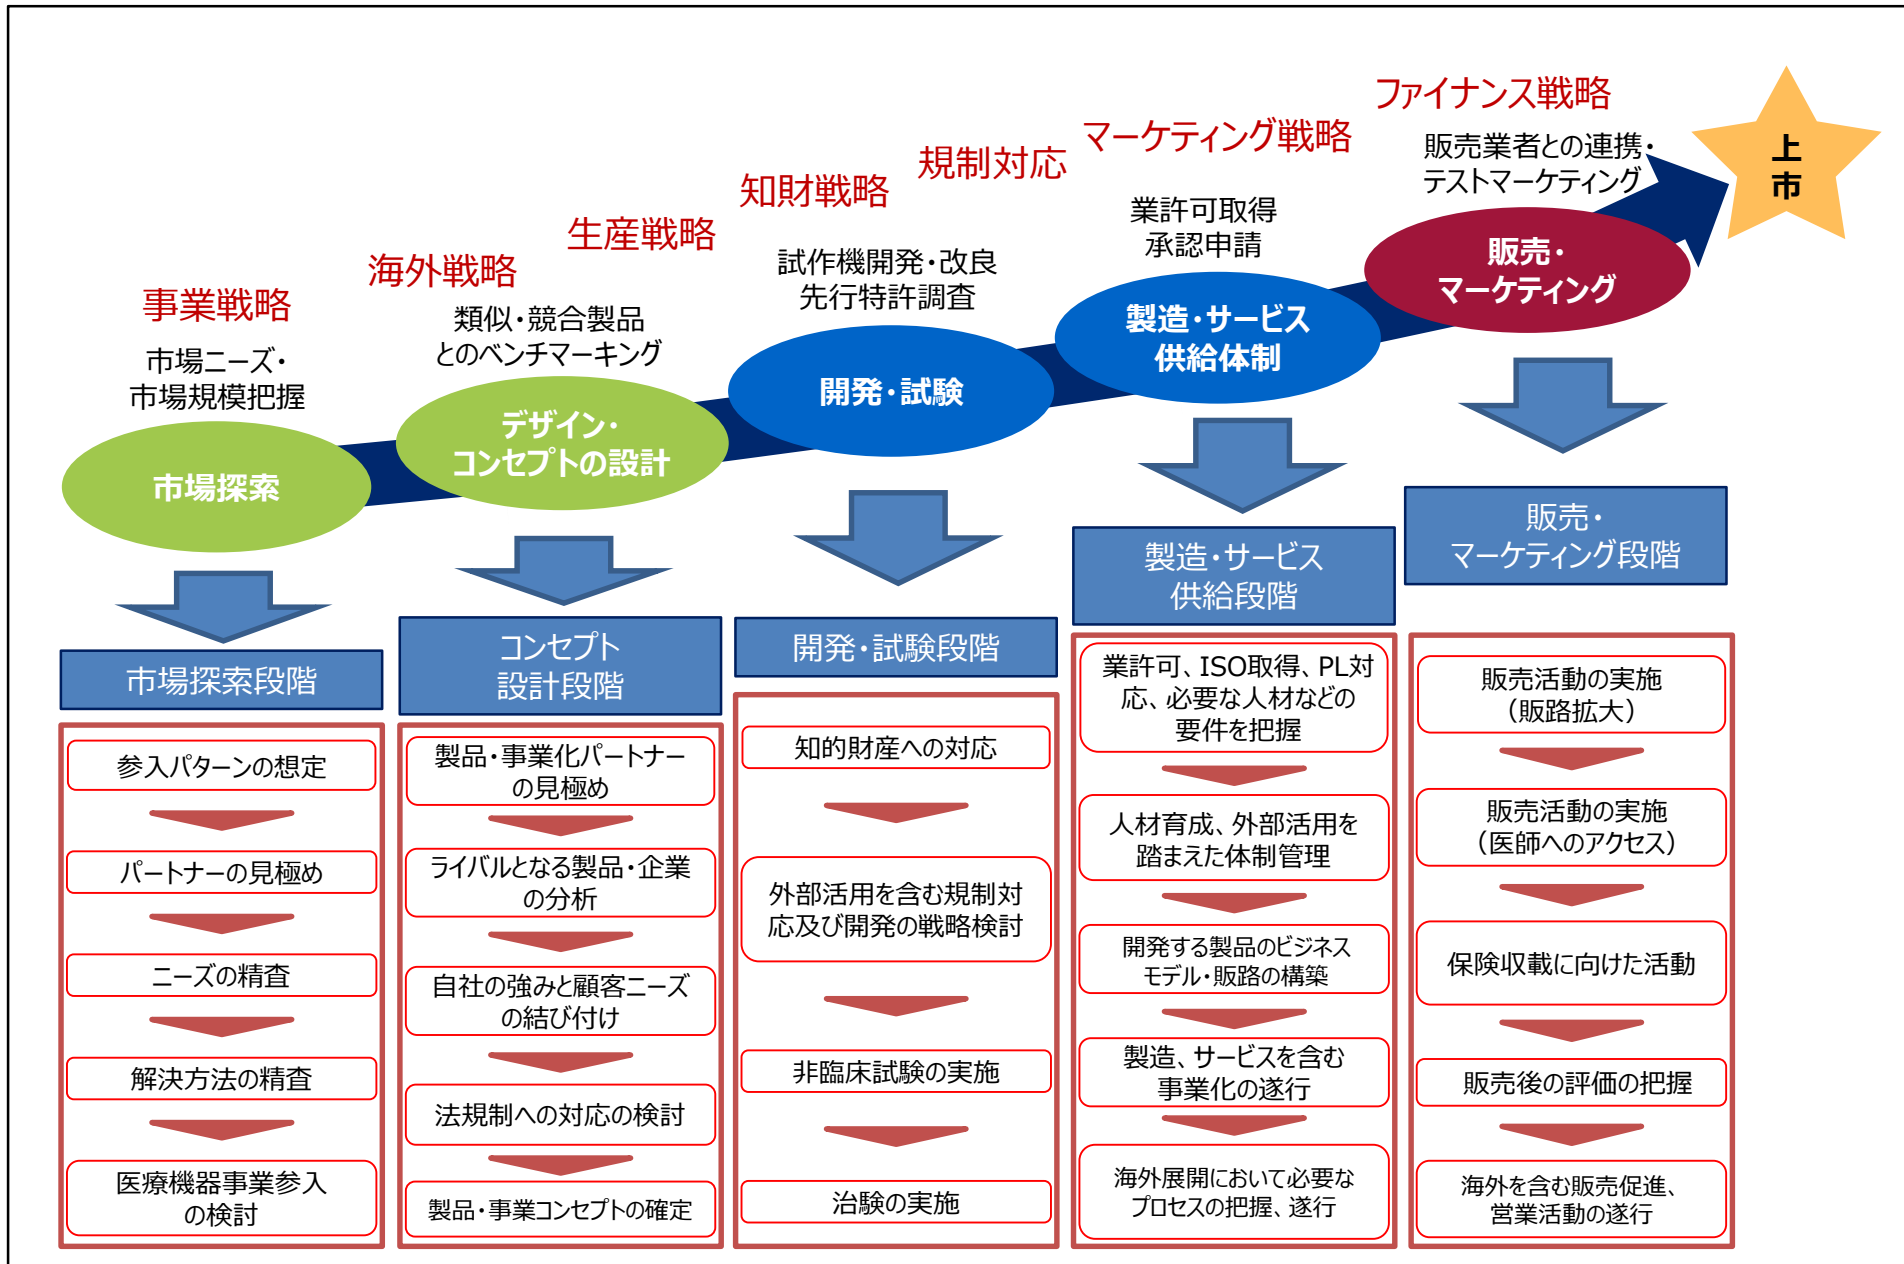 ファイナンス戦略
マーケティング戦略
規制対応
知財戦略
生産戦略
海外戦略
事業戦略
上
市
販売業者との連携・
テストマーケティング
業許可取得
承認申請
試作機開発・改良
先行特許調査
類似・競合製品
とのベンチマーキング
市場ニーズ・
市場規模把握
市場探索
デザイン・
コンセプトの設計
開発・試験
製造・サービス
供給体制
販売・
マーケティング
市場探索段階
参入パターンの想定
パートナーの見極め
ニーズの精査
解決方法の精査
医療機器事業参入
の検討
コンセプト
設計段階
製品・事業化パートナー
の見極め
ライバルとなる製品・企業
の分析
自社の強みと顧客ニーズ
の結び付け
法規制への対応の検討
製品・事業コンセプトの確定
開発・試験段階
知的財産への対応
外部活用を含む規制対
応及び開発の戦略検討
非臨床試験の実施
治験の実施
製造・サービス
供給段階
業許可、ISO取得、PL対
応、必要な人材などの
要件を把握
人材育成、外部活用を
踏まえた体制管理
開発する製品のビジネス
モデル・販路の構築
製造、サービスを含む
事業化の遂行
海外展開において必要な
プロセスの把握、遂行
販売・
マーケティング段階
販売活動の実施
（販路拡大）
販売活動の実施
（医師へのアクセス）
保険収載に向けた活動
販売後の評価の把握
海外を含む販売促進、
営業活動の遂行